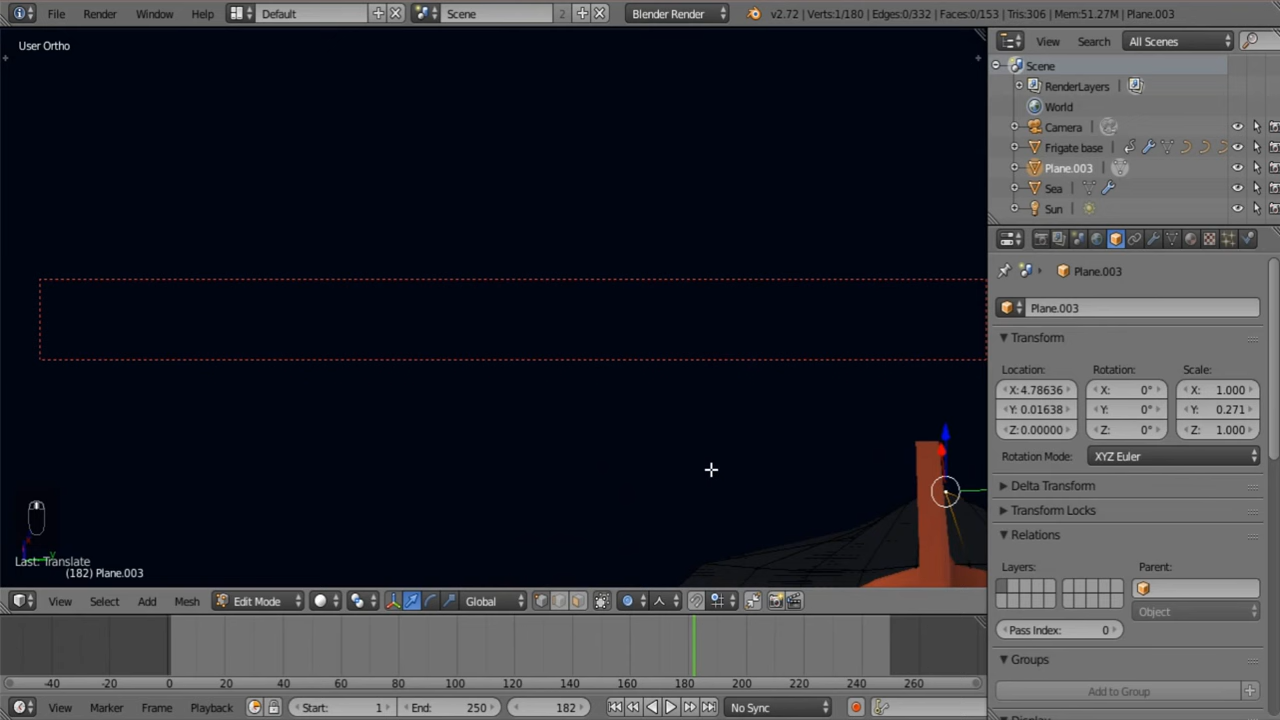 File Render Window Help Default Scene 2 Blender Render v2.72 | Verts:1/180 | Edges:0/332 | Faces:0/153 | Tris:306 | Mem:51.27M | Plane.003
User Ortho
View Search All Scenes
Scene
RenderLayers
World
Camera
Frigate base
Plane.003
Sea
Sun
Plane.003
Plane.003
Transform
Location: Rotation: Scale:
X: 4.78636 X: 0° X: 1.000
Y: 0.01638 Y: 0° Y: 0.271
Z: 0.00000 Z: 0° Z: 1.000
Rotation Mode: XYZ Euler
Delta Transform
Transform Locks
Relations
Layers: Parent:
Object
Pass Index: 0
Groups
Add to Group
Last: Translate
(182) Plane.003
View Select Add Mesh Edit Mode Global
-40 -20 0 20 40 60 80 100 120 140 160 180 200 220 240 260
View Marker Frame Playback Start: 1 End: 250 182 No Sync